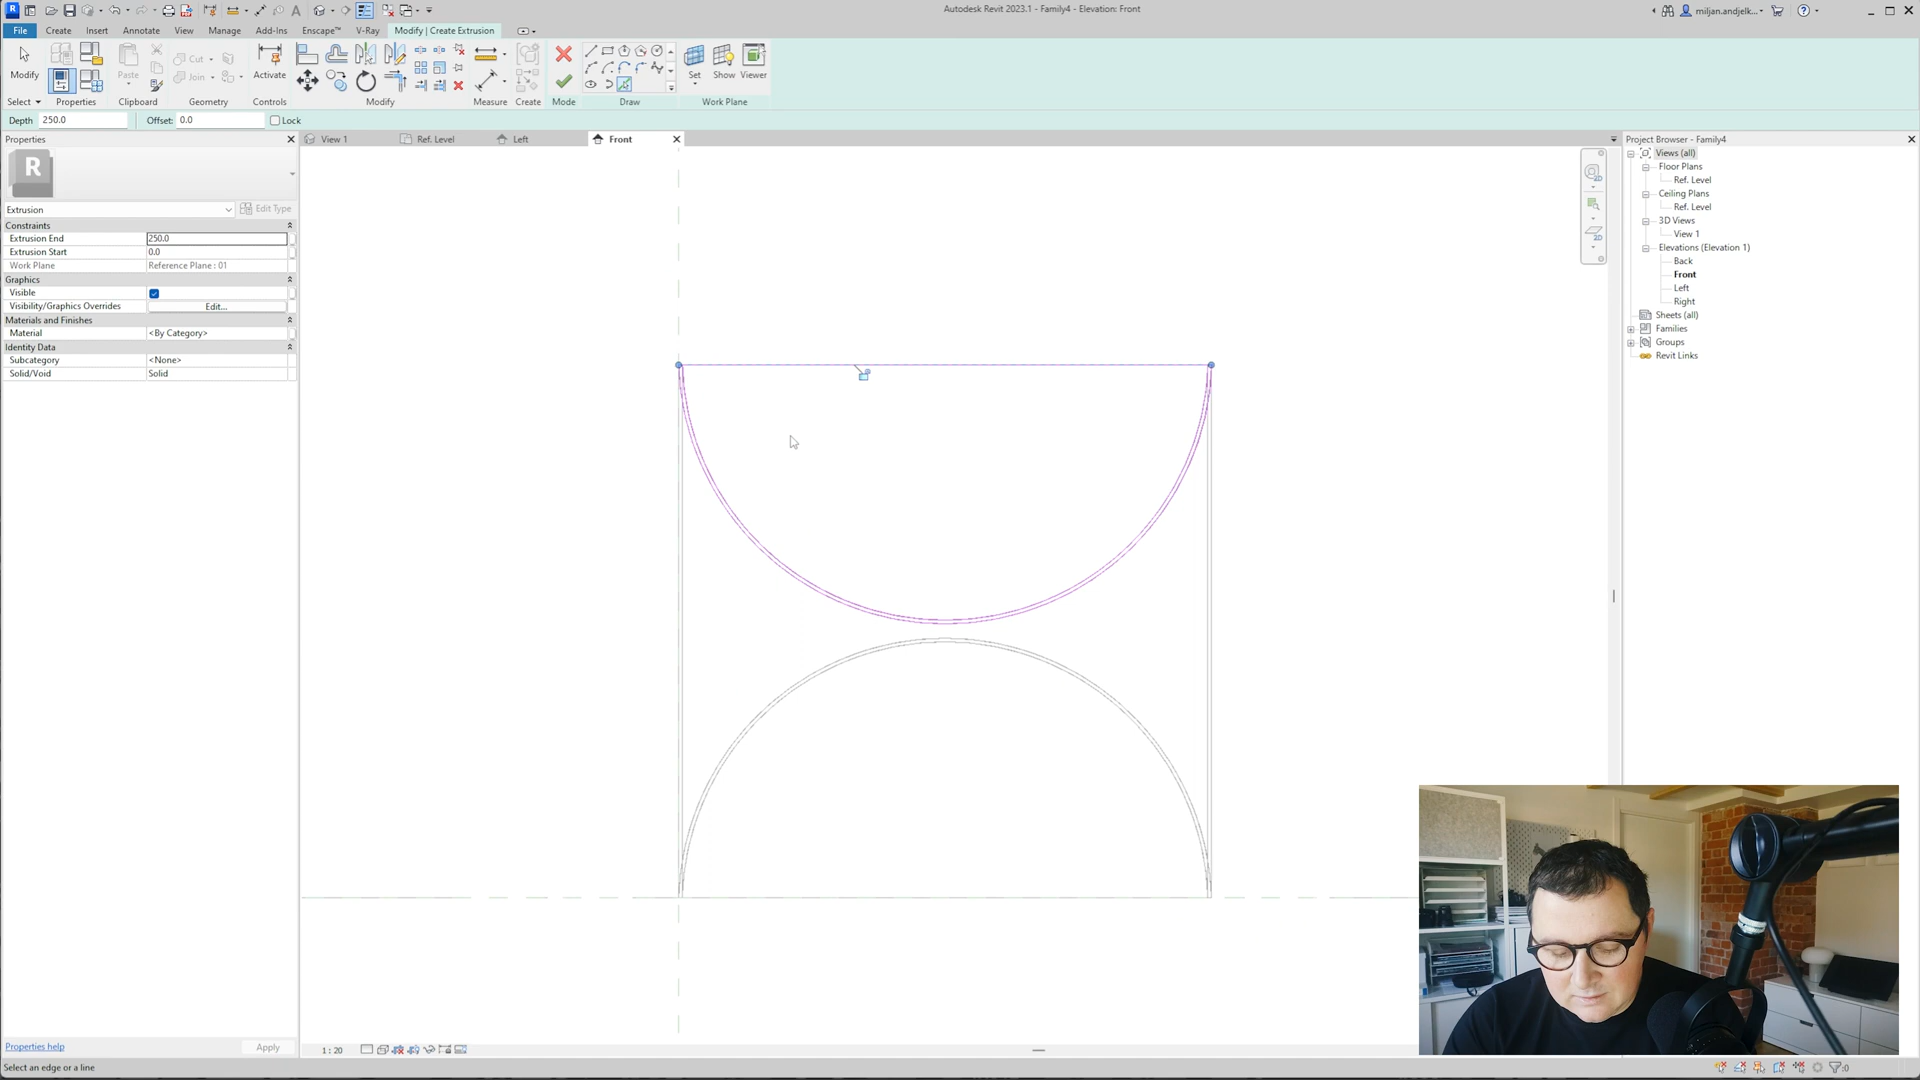 Autodesk Revit 2023.1 - Family4 - Elevation: Front
miljan.andjelk...
File Create Insert Annotate View Manage Add-Ins Enscape™ V-Ray Modify | Create Extrusion
Modify
Paste
Cut
Join
Activate
Set Show Viewer
Select Properties Clipboard Geometry Controls Modify Measure Create Mode Draw Work Plane
Depth 250.0 Offset: 0.0 Lock
Properties
View 1 Ref. Level Left Front
Project Browser - Family4
R
Extrusion Edit Type
Constraints
Extrusion End 250.0
Extrusion Start 0.0
Work Plane Reference Plane : 01
Graphics
Visible
Visibility/Graphics Overrides Edit...
Materials and Finishes
Material <By Category>
Identity Data
Subcategory <None>
Solid/Void Solid
Views (all)
Floor Plans
Ref. Level
Ceiling Plans
Ref. Level
3D Views
View 1
Elevations (Elevation 1)
Back
Front
Left
Right
Sheets (all)
Families
Groups
Revit Links
Properties help Apply
1 : 20
Select an edge or a line
:0